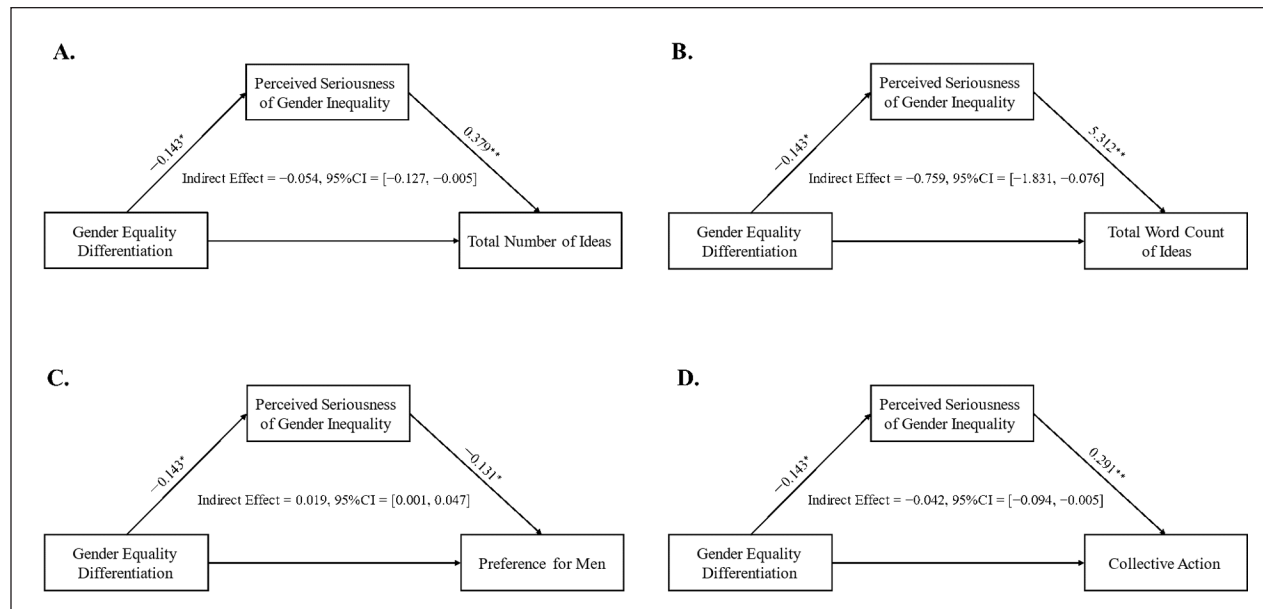 A.
Perceived Seriousness
of Gender Inequality
−0.143*
0.379**
Indirect Effect = −0.054, 95%CI = [−0.127, −0.005]
Gender Equality
Differentiation
Total Number of Ideas
B.
Perceived Seriousness
of Gender Inequality
−0.143*
5.312**
Indirect Effect = −0.759, 95%CI = [-1.831, −0.076]
Gender Equality
Differentiation
Total Word Count
of Ideas
C.
Perceived Seriousness
of Gender Inequality
−0.143*
−0.131*
Indirect Effect = 0.019, 95%CI = [0.001, 0.047]
Gender Equality
Differentiation
Preference for Men
D.
Perceived Seriousness
of Gender Inequality
−0.143*
0.291**
Indirect Effect = −0.042, 95%CI = [−0.094, −0.005]
Gender Equality
Differentiation
Collective Action